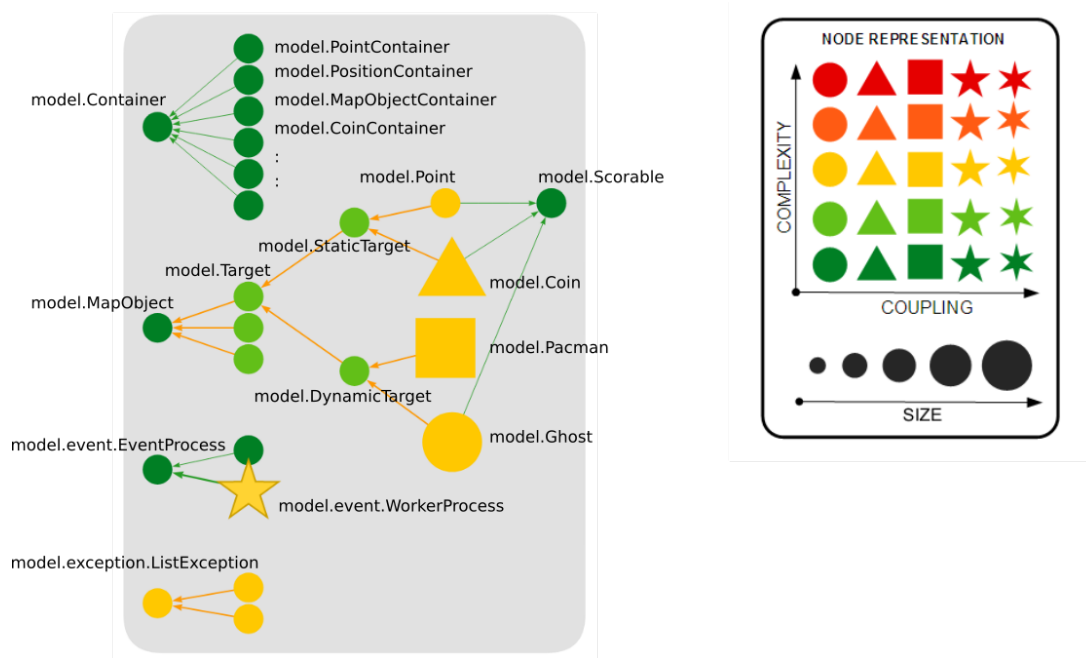 model.PointContainer
model.PositionContainer
model.Container
model.MapObjectContainer
model.CoinContainer
:
:
model.Point
model.Scorable
model.StaticTarget
model.Target
model.Coin
model.MapObject
model.Pacman
model.DynamicTarget
model.Ghost
model.event.EventProcess
model.event.WorkerProcess
model.exception.ListException
NODE REPRESENTATION
COMPLEXITY
COUPLING
SIZE